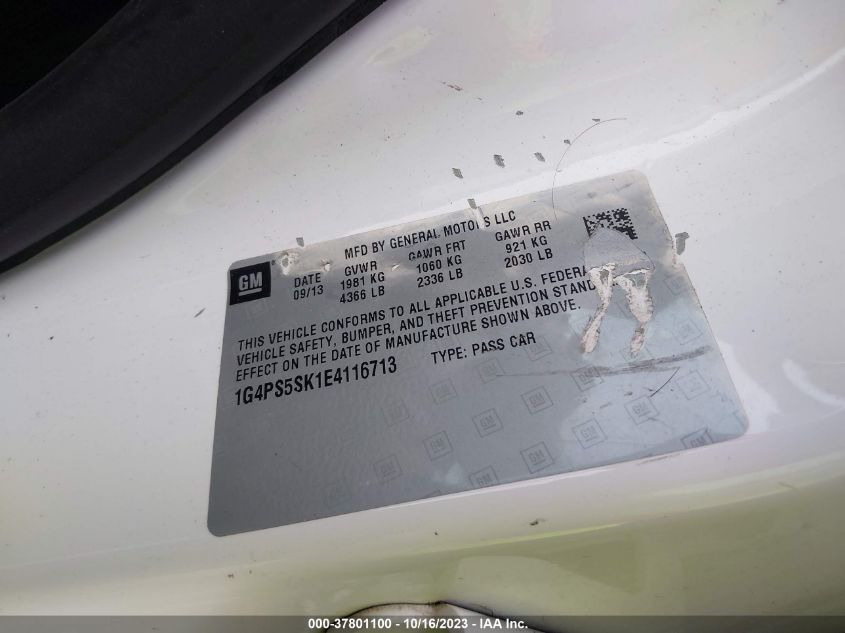 MFD BY GENERAL MOTORS LLC
GM
DATE GVWR GAWR FRT GAWR RR
09/13 1981 KG 1060 KG 921 KG
4366 LB 2336 LB 2030 LB
THIS VEHICLE CONFORMS TO ALL APPLICABLE U.S. FEDERA
VEHICLE SAFETY, BUMPER, AND THEFT PREVENTION STAND
EFFECT ON THE DATE OF MANUFACTURE SHOWN ABOVE.
1G4PS5SK1E4116713 TYPE: PASS CAR
000-37801100 - 10/16/2023 - IAA Inc.